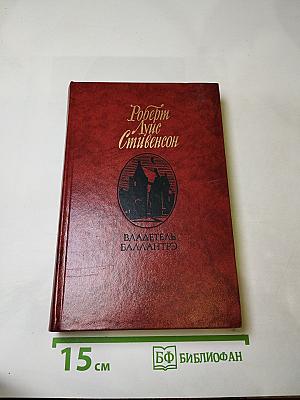 Роберт
Луис
Стивенсон
ВЛАДЕТЕЛЬ
БАЛЛАНТРЭ
15 см
БФ БИБЛИОФАН